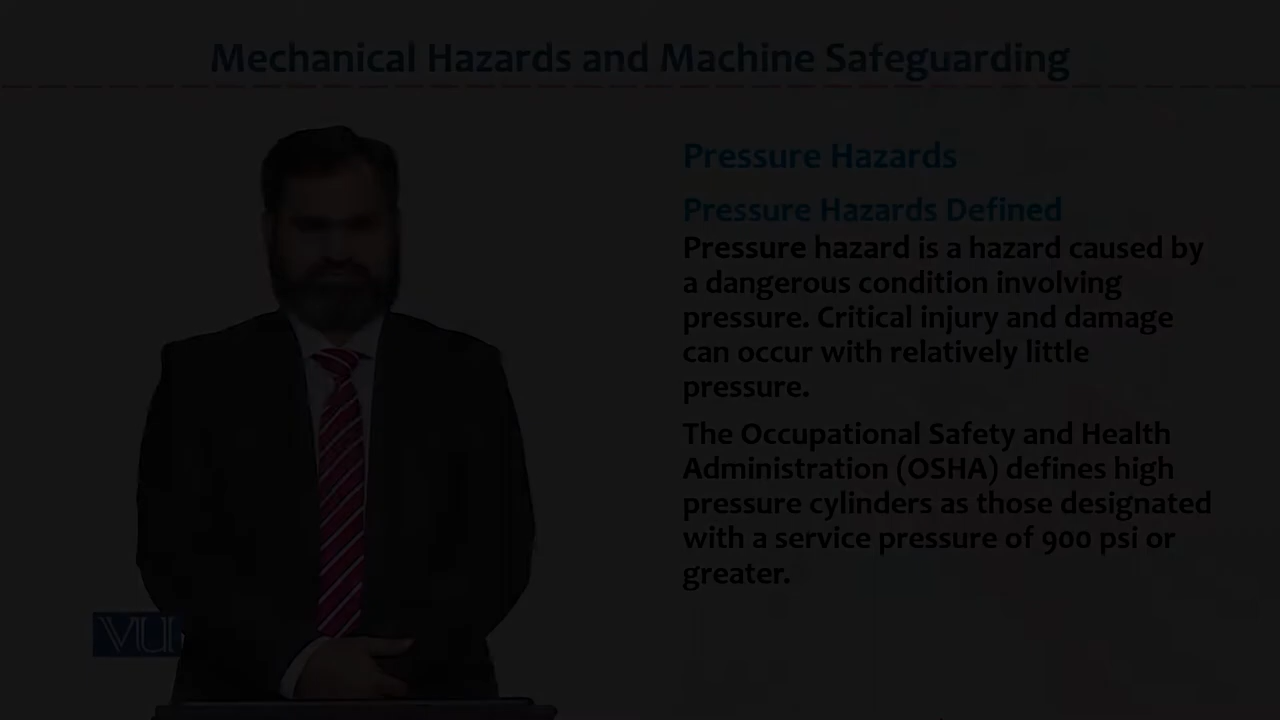 Mechanical Hazards and Machine Safeguarding
Pressure Hazards
Pressure Hazards Defined
Pressure hazard is a hazard caused by
a dangerous condition involving
pressure. Critical injury and damage
can occur with relatively little
pressure.
The Occupational Safety and Health
Administration (OSHA) defines high
pressure cylinders as those designated
with a service pressure of 900 psi or
greater.
VU